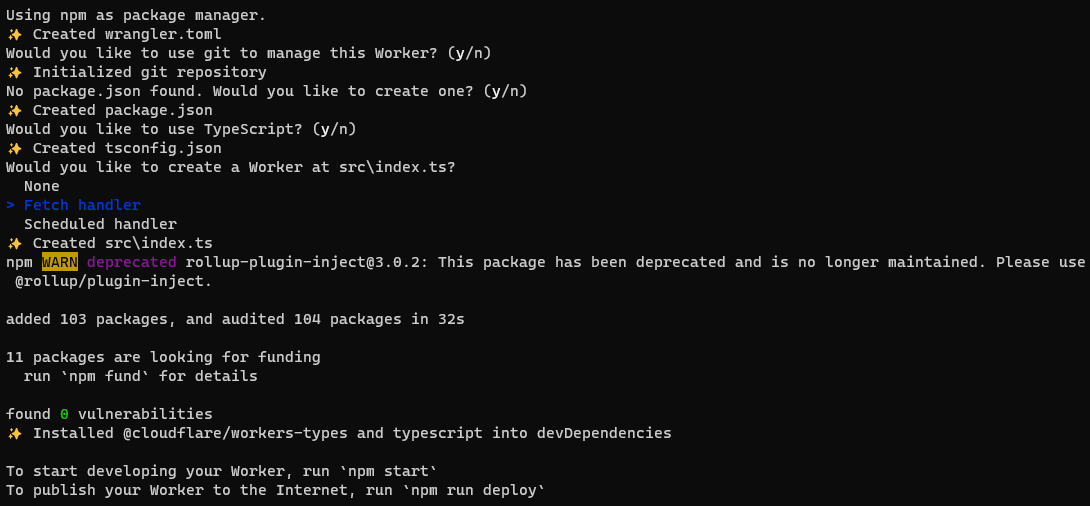 Using npm as package manager.
✨ Created wrangler.toml
Would you like to use git to manage this Worker? (y/n)
✨ Initialized git repository
No package.json found. Would you like to create one? (y/n)
✨ Created package.json
Would you like to use TypeScript? (y/n)
✨ Created tsconfig.json
Would you like to create a Worker at src\index.ts?
  None
> Fetch handler
  Scheduled handler
✨ Created src\index.ts
npm WARN deprecated rollup-plugin-inject@3.0.2: This package has been deprecated and is no longer maintained. Please use
 @rollup/plugin-inject.

added 103 packages, and audited 104 packages in 32s

11 packages are looking for funding
  run `npm fund` for details

found 0 vulnerabilities
✨ Installed @cloudflare/workers-types and typescript into devDependencies

To start developing your Worker, run `npm start`
To publish your Worker to the Internet, run `npm run deploy`